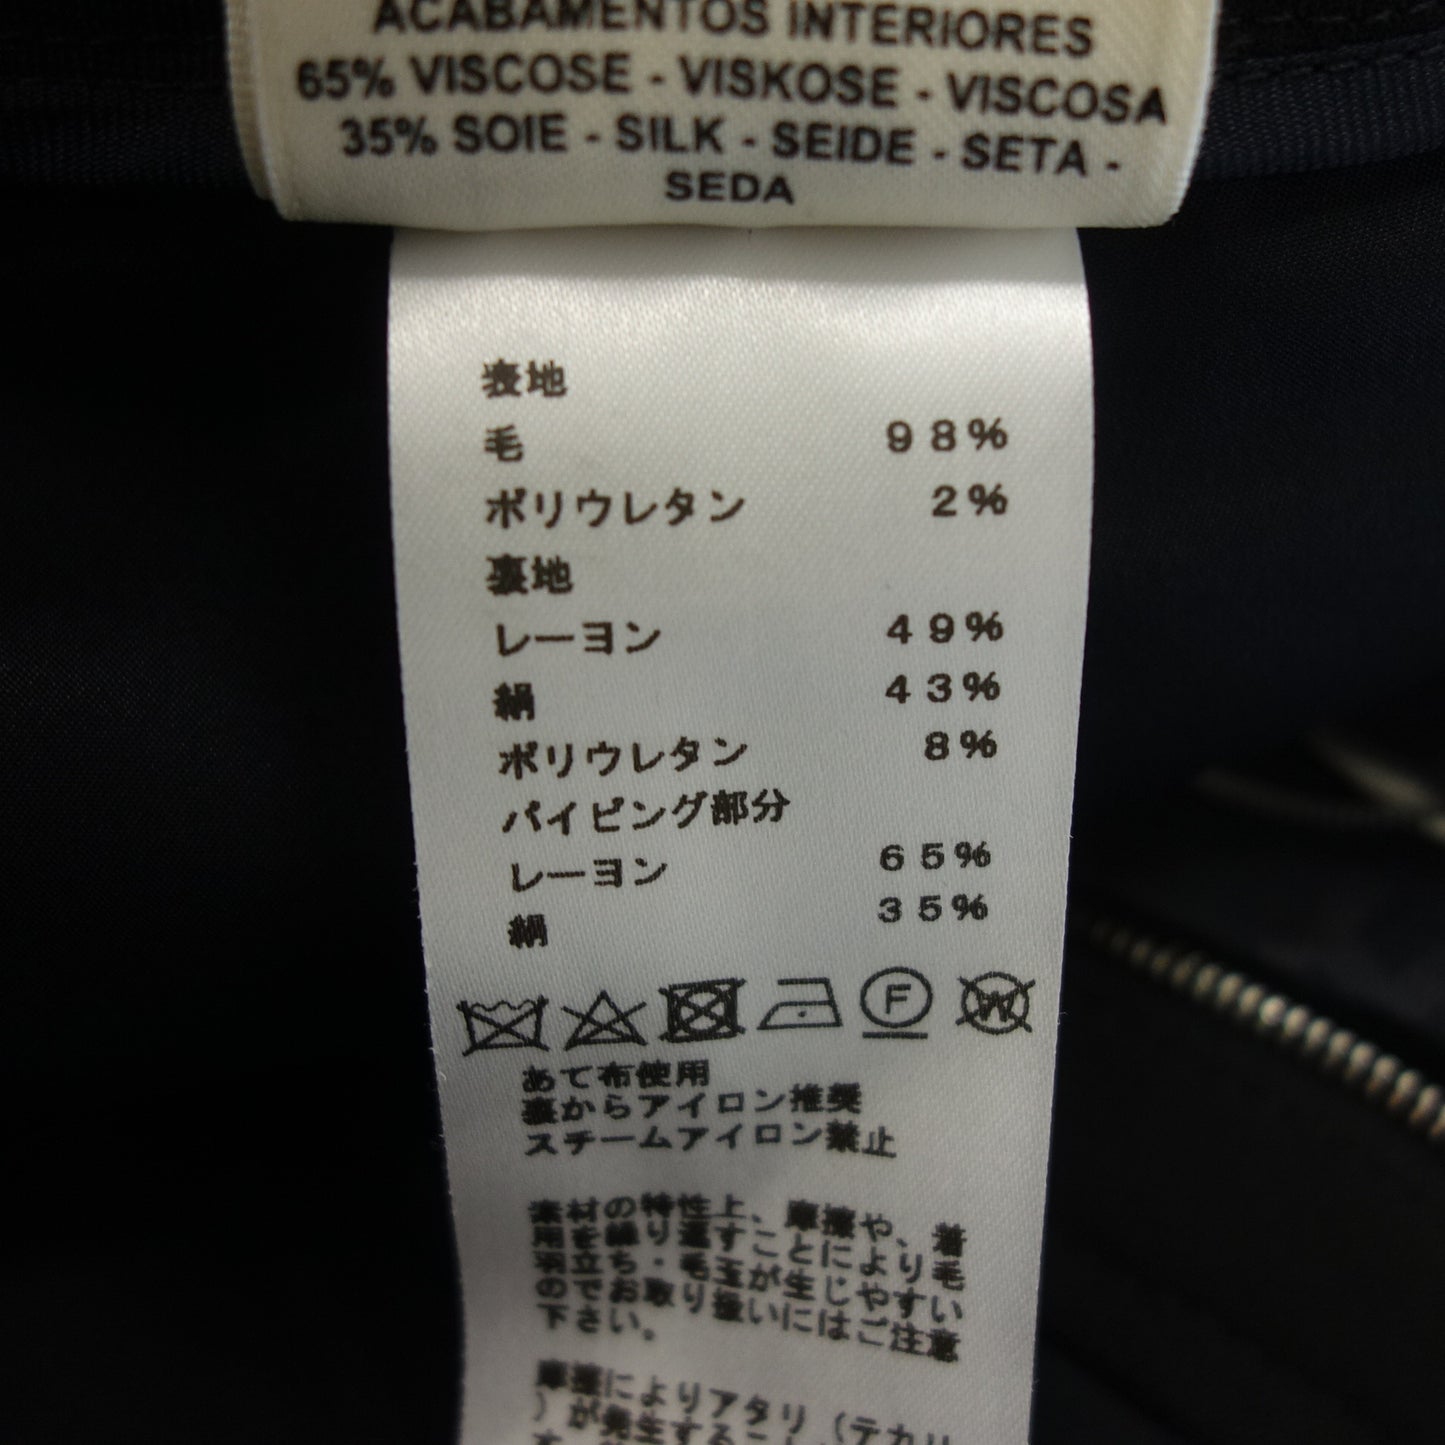 ACABAMENTOS INTERIORES
65% VISCOSE - VISKOSE - VISCOSA
35% SOIE - SILK - SEIDE - SETA -
SEDA
表地
毛 98%
ポリウレタン 2%
裏地
レーヨン 49%
絹 43%
ポリウレタン 8%
パイピング部分
レーヨン 65%
絹 35%
F W
あて布使用
裏からアイロン推奨
スチームアイロン禁止
素材の特性上、摩擦や、着
用を繰り返すことにより毛
羽立ち・毛玉が生じやすい
のでお取り扱いにはご注意
下さい。
摩擦によりアタリ（テカリ
）が発生すること